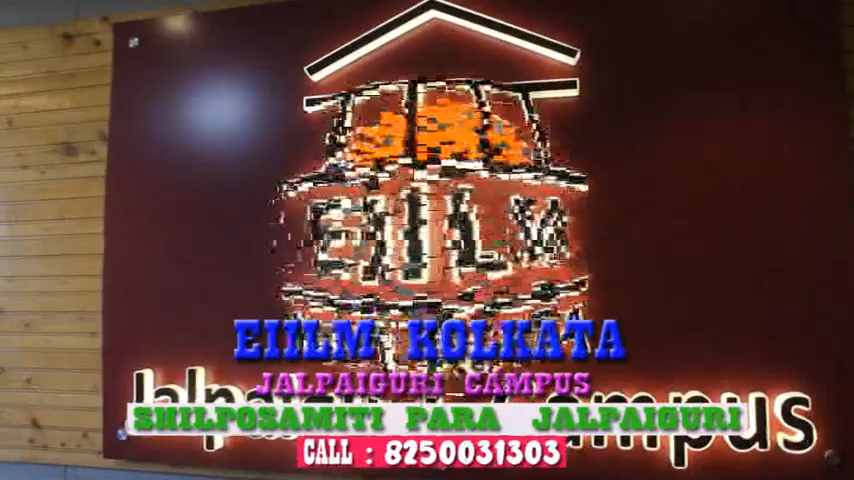 EIILM
EIILM KOLKATA
JALPAIGURI CAMPUS
Jalpaiguri Campus
SHILPOSAMITI PARA JALPAIGURI
CALL : 8250031303